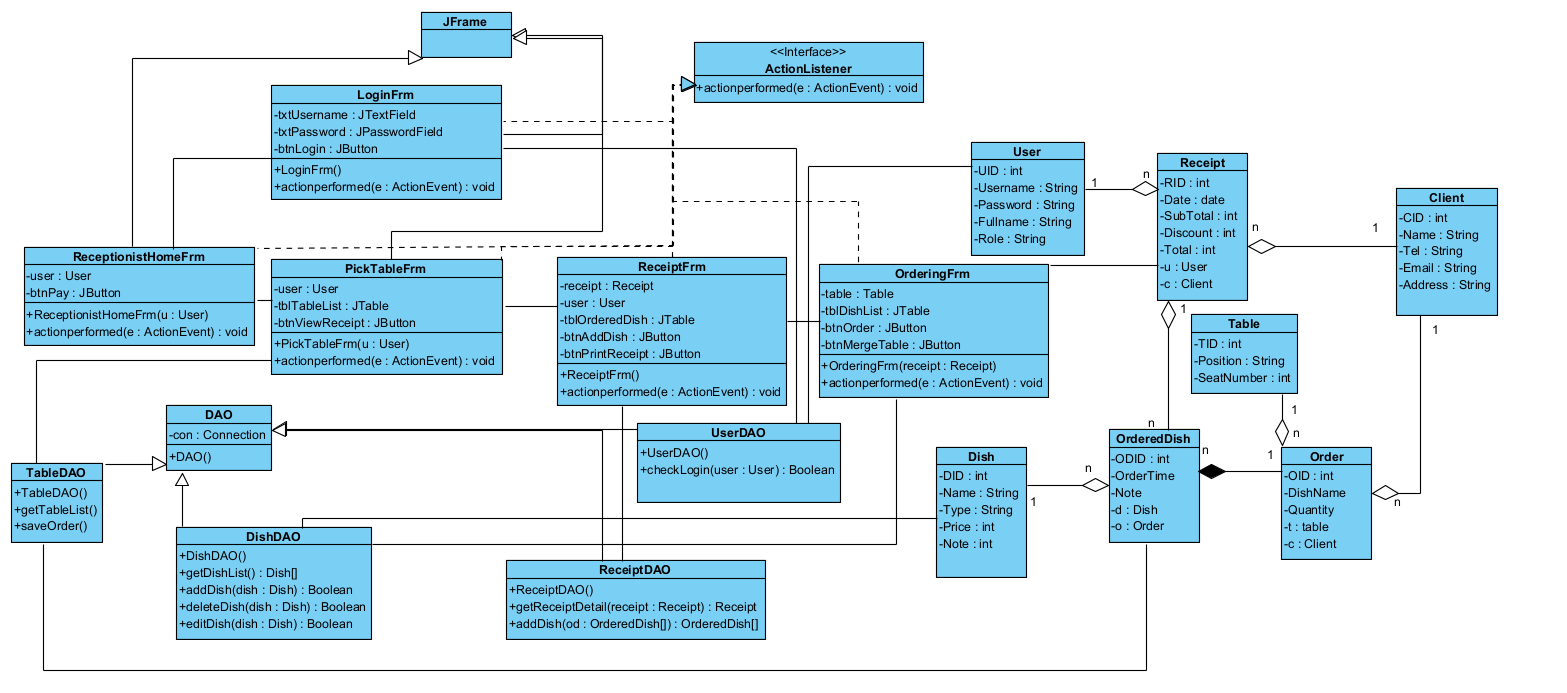 JFrame
<<Interface>>
ActionListener
+actionperformed(e : ActionEvent) : void
LoginFrm
-txtUsername : JTextField
-txtPassword : JPasswordField
-btnLogin : JButton
+LoginFrm()
+actionperformed(e : ActionEvent) : void
User
-UID : int
-Username : String
-Password : String
-Fullname : String
-Role : String
1
n
Receipt
-RID : int
-Date : date
-SubTotal : int
-Discount : int
-Total : int
-u : User
-c : Client
n
1
Client
-CID : int
-Name : String
-Tel : String
-Email : String
-Address : String
ReceptionistHomeFrm
-user : User
-btnPay : JButton
+ReceptionistHomeFrm(u : User)
+actionperformed(e : ActionEvent) : void
PickTableFrm
-user : User
-tblTableList : JTable
-btnViewReceipt : JButton
+PickTableFrm(u : User)
+actionperformed(e : ActionEvent) : void
ReceiptFrm
-receipt : Receipt
-user : User
-tblOrderedDish : JTable
-btnAddDish : JButton
-btnPrintReceipt : JButton
+ReceiptFrm()
+actionperformed(e : ActionEvent) : void
OrderingFrm
-table : Table
-tblDishList : JTable
-btnOrder : JButton
-btnMergeTable : JButton
+OrderingFrm(receipt : Receipt)
+actionperformed(e : ActionEvent) : void
1
Table
-TID : int
-Position : String
-SeatNumber : int
1
1
n
n
DAO
-con : Connection
+DAO()
TableDAO
+TableDAO()
+getTableList()
+saveOrder()
UserDAO
+UserDAO()
+checkLogin(user : User) : Boolean
Dish
-DID : int
-Name : String
-Type : String
-Price : int
-Note : int
n
1
OrderedDish
-ODID : int
-OrderTime
-Note
-d : Dish
-o : Order
n
1
Order
-OID : int
-DishName
-Quantity
-t : table
-c : Client
n
DishDAO
+DishDAO()
+getDishList() : Dish[]
+addDish(dish : Dish) : Boolean
+deleteDish(dish : Dish) : Boolean
+editDish(dish : Dish) : Boolean
ReceiptDAO
+ReceiptDAO()
+getReceiptDetail(receipt : Receipt) : Receipt
+addDish(od : OrderedDish[]) : OrderedDish[]